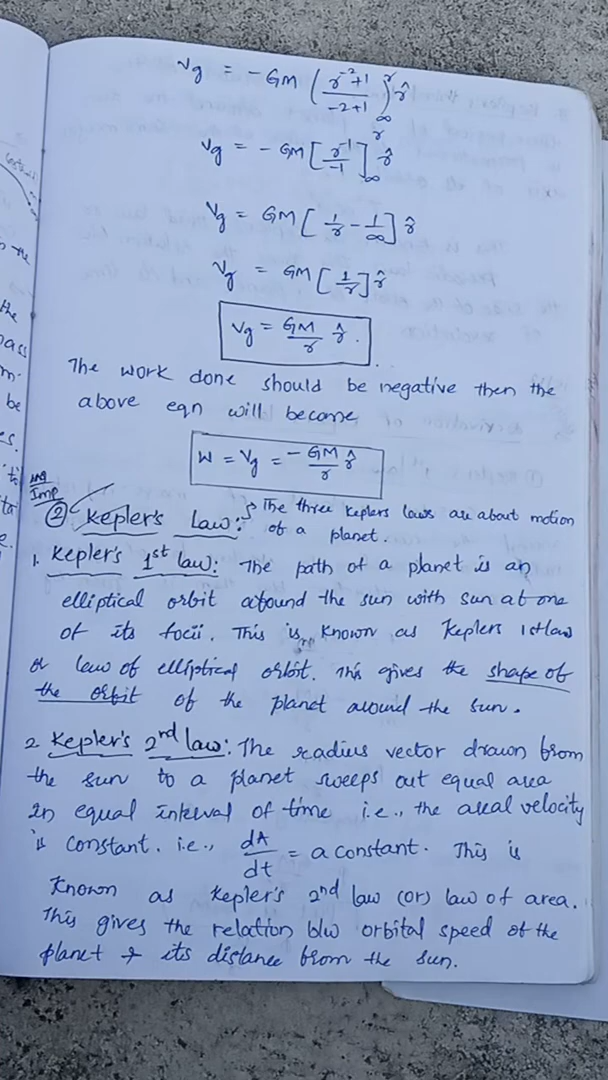 Vg = -GM (r⁻²⁺¹/-2+1)^r_∞ r̂
Vg = -GM [r⁻¹/-1]^r_∞ r̂
Vg = GM [1/r - 1/∞] r̂
Vg = GM [1/r] r̂
Vg = GM/r r̂.
The work done should be negative then the
above eqn will become
W = Vg = -GM/r r̂
Imp
② Kepler's Law: The three Keplers laws are about motion
of a planet.
1. Kepler's 1st law: The path of a planet is an
elliptical orbit around the sun with sun at one
of its focii. This is known as Keplers 1st law
or law of elliptical orbit. This gives the shape of
the orbit of the planet around the sun.
2. Kepler's 2nd law: The radius vector drawn from
the sun to a planet sweeps out equal area
in equal interval of time i.e., the areal velocity
is constant. i.e., dA/dt = a constant. This is
Known as Kepler's 2nd law (or) law of area.
This gives the relation b/w orbital speed of the
planet & its distance from the sun.